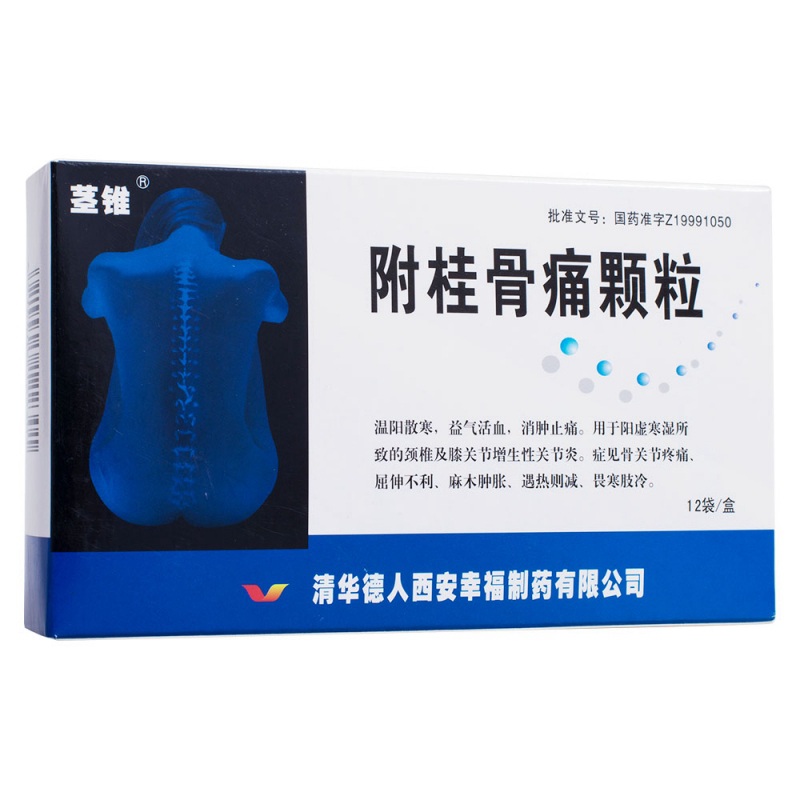 茎锥®
批准文号：国药准字Z19991050
附桂骨痛颗粒
温阳散寒，益气活血，消肿止痛。用于阳虚寒湿所
致的颈椎及膝关节增生性关节炎。症见骨关节疼痛、
屈伸不利、麻木肿胀、遇热则减、畏寒肢冷。
12袋/盒
清华德人西安幸福制药有限公司